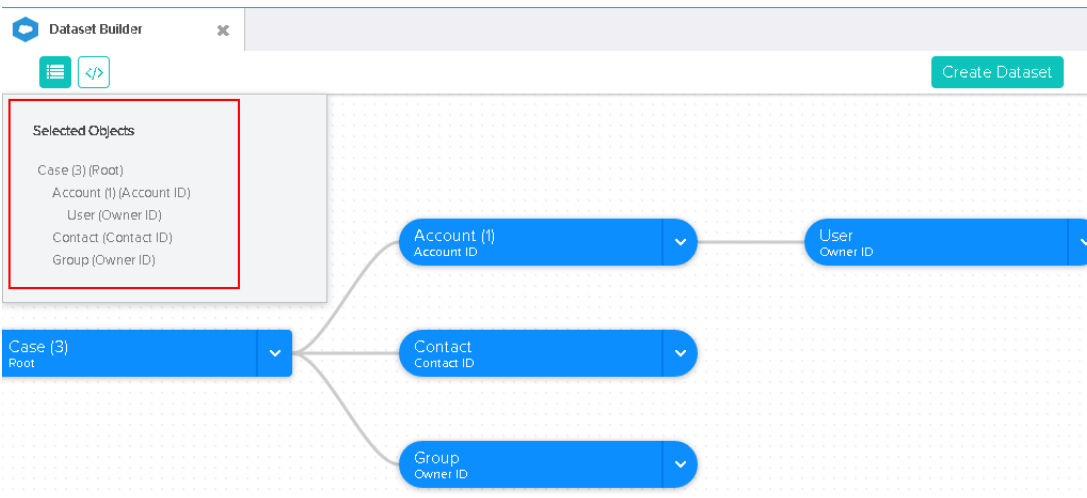 Dataset Builder
</>
Create Dataset
Selected Objects
Case (3) (Root)
Account (1) (Account ID)
User (Owner ID)
Contact (Contact ID)
Group (Owner ID)
Account (1)
Account ID
User
Owner ID
Case (3)
Root
Contact
Contact ID
Group
Owner ID